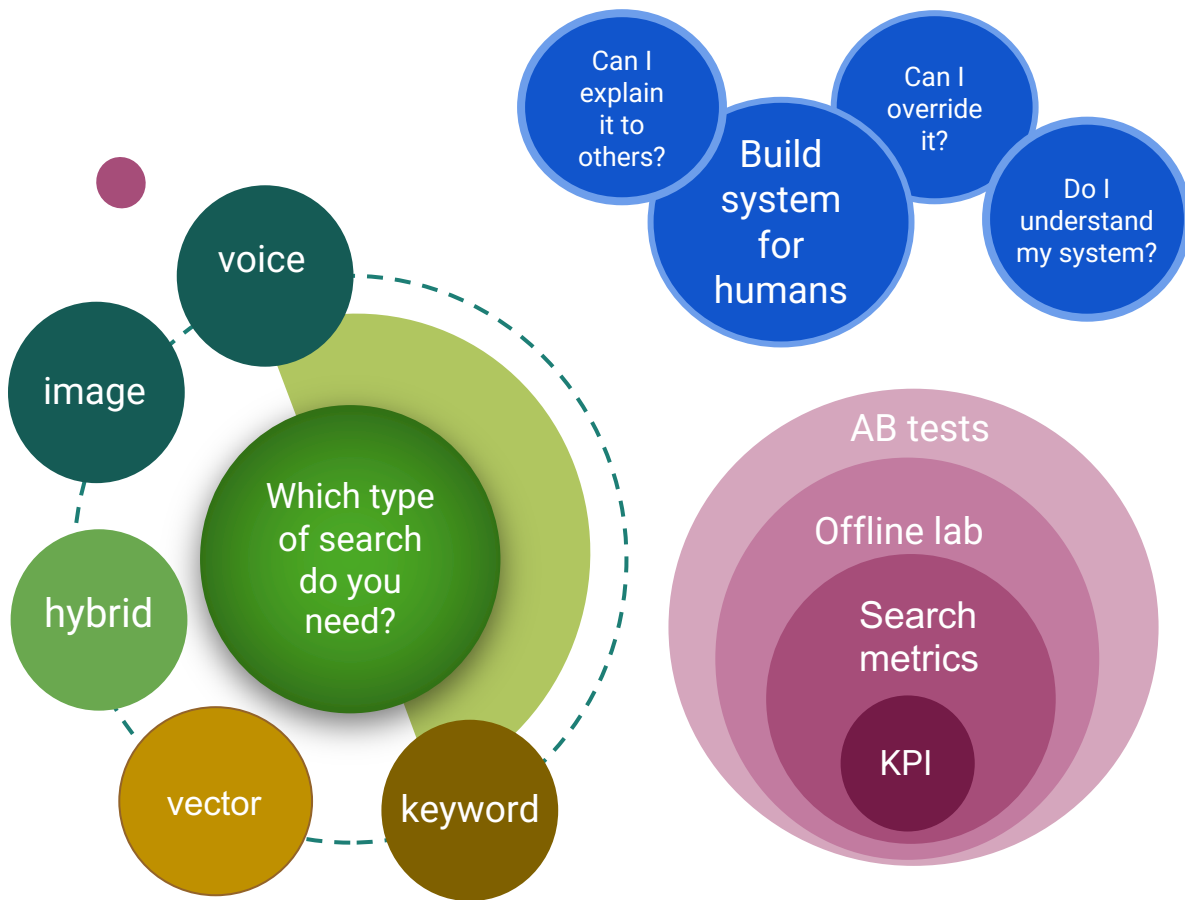 Can I
explain
it to
others?
Can I
override
it?
Build
system
for
humans
Do I
understand
my system?
voice
image
Which type
of search
do you
need?
hybrid
vector
keyword
AB tests
Offline lab
Search
metrics
KPI